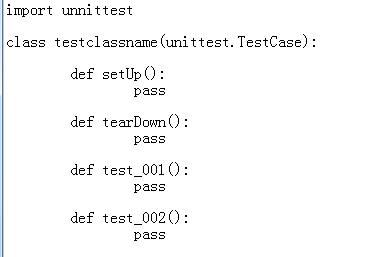 import unnittest
class testclassname(unittest.TestCase):
def setUp():
pass
def tearDown():
pass
def test_001():
pass
def test_002():
pass